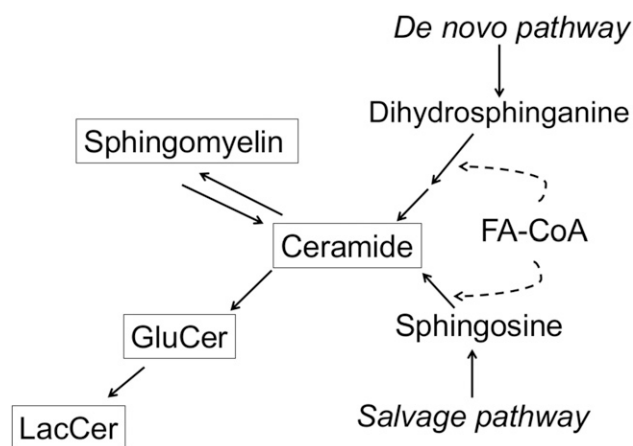 De novo pathway
Dihydrosphinganine
Sphingomyelin
FA-CoA
Ceramide
Sphingosine
GluCer
Salvage pathway
LacCer